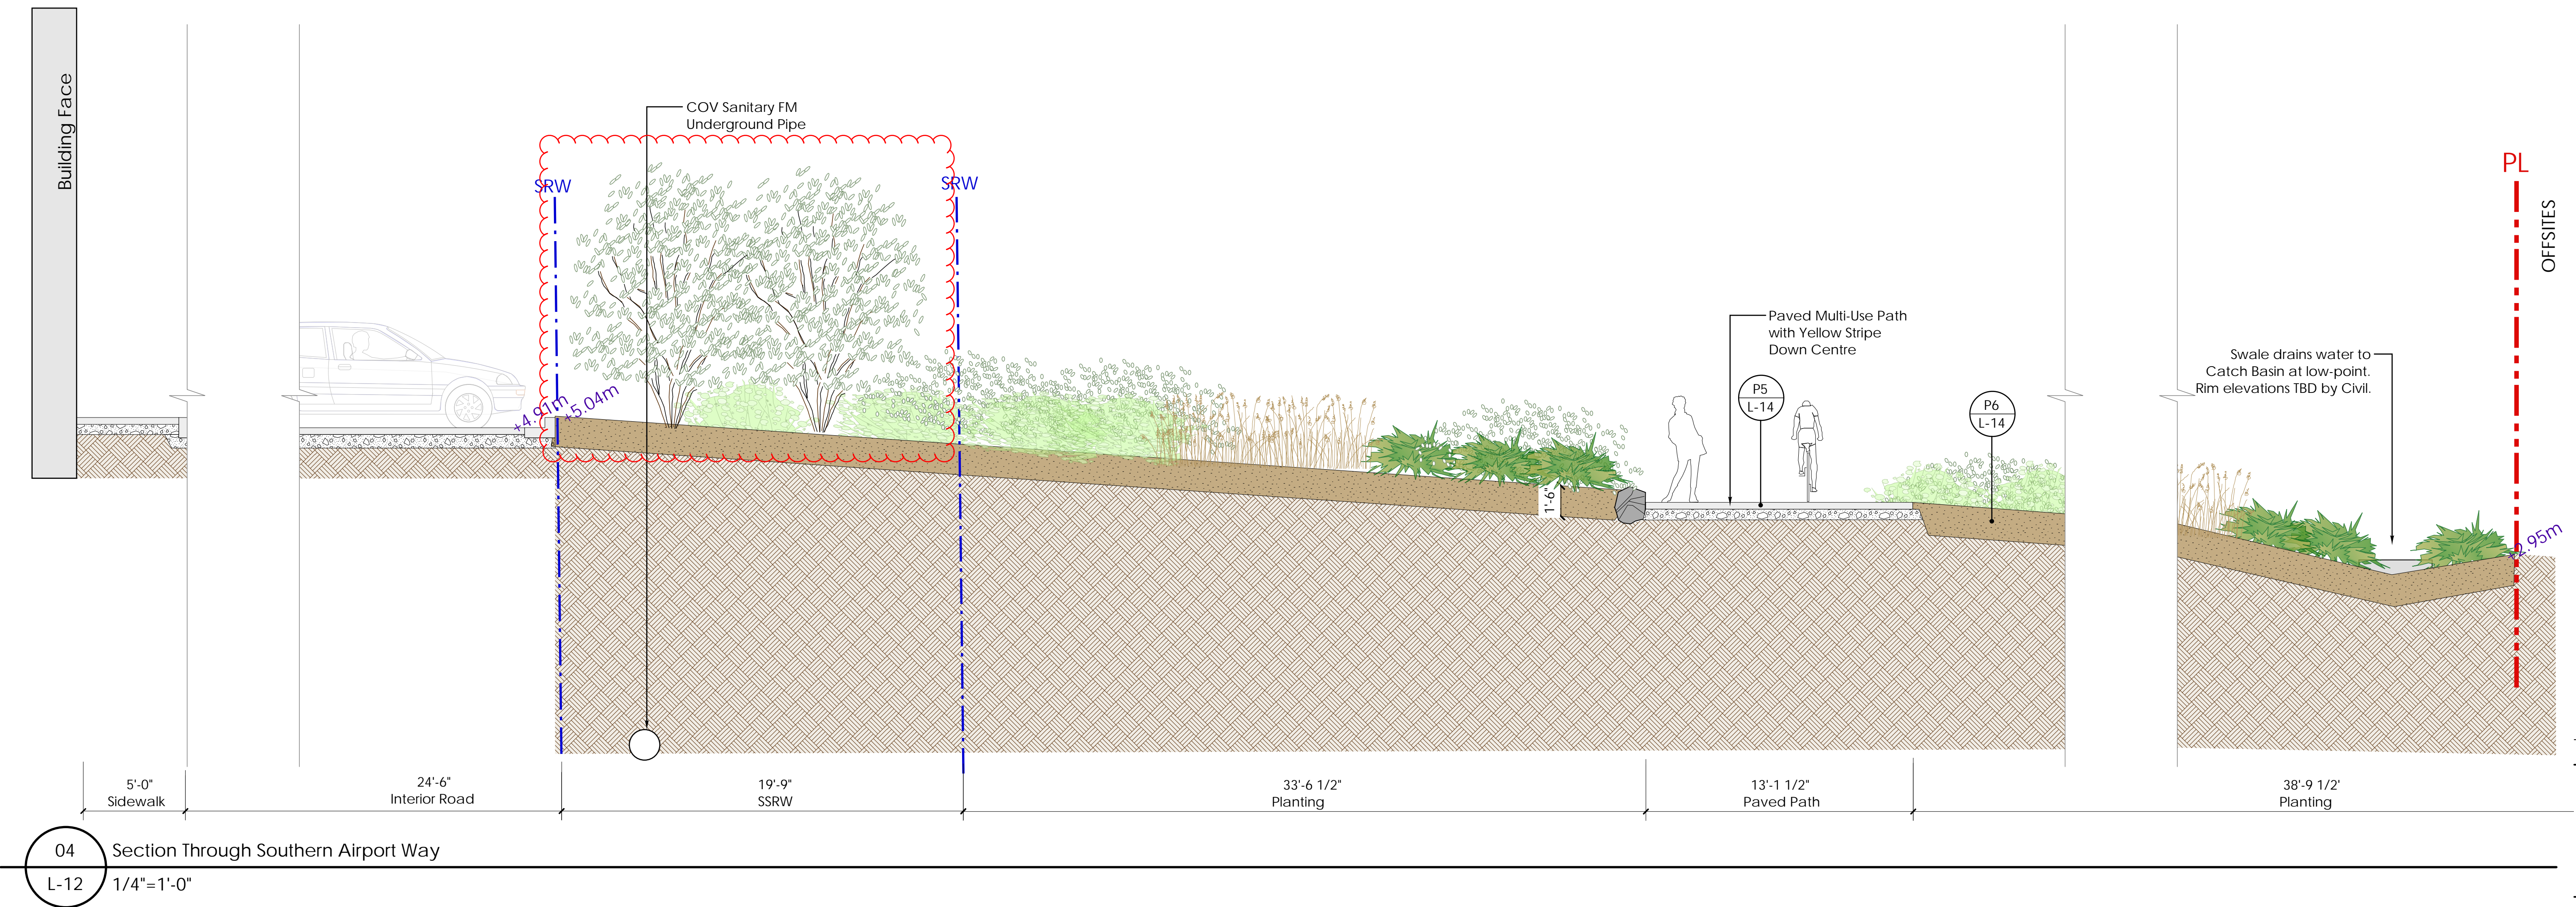 Building Face
COV Sanitary FM
Underground Pipe
SRW
SRW
PL
OFFSITES
+4.91m
+5.04m
Paved Multi-Use Path
with Yellow Stripe
Down Centre
P5
L-14
P6
L-14
Swale drains water to
Catch Basin at low-point.
Rim elevations TBD by Civil.
1'-6"
+2.95m
5'-0"
Sidewalk
24'-6"
Interior Road
19'-9"
SSRW
33'-6 1/2"
Planting
13'-1 1/2"
Paved Path
38'-9 1/2'
Planting
04
Section Through Southern Airport Way
L-12
1/4"=1'-0"